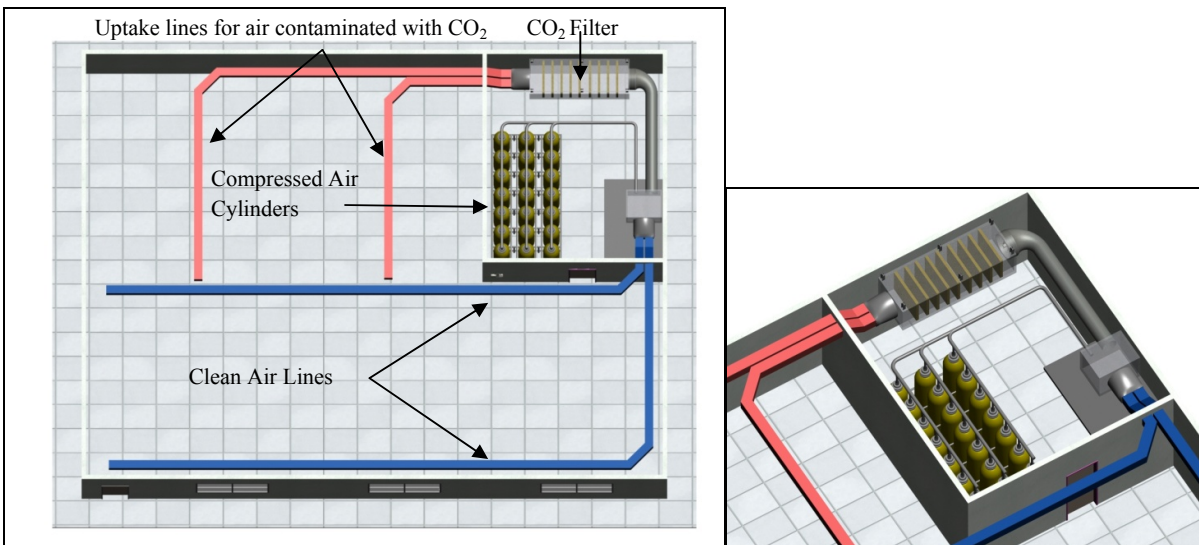 Uptake lines for air contaminated with CO₂
CO₂ Filter
Compressed Air
Cylinders
Clean Air Lines